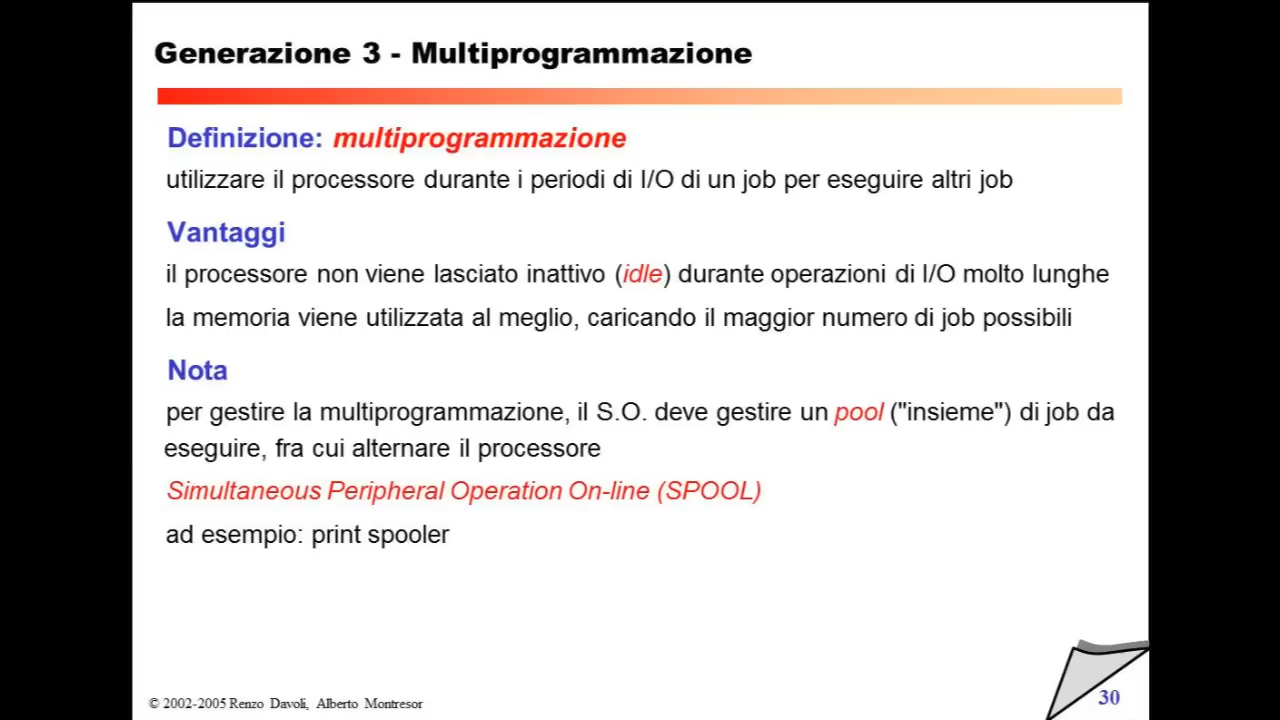 Generazione 3 - Multiprogrammazione
Definizione: multiprogrammazione
utilizzare il processore durante i periodi di I/O di un job per eseguire altri job
Vantaggi
il processore non viene lasciato inattivo (idle) durante operazioni di I/O molto lunghe
la memoria viene utilizzata al meglio, caricando il maggior numero di job possibili
Nota
per gestire la multiprogrammazione, il S.O. deve gestire un pool ("insieme") di job da
eseguire, fra cui alternare il processore
Simultaneous Peripheral Operation On-line (SPOOL)
ad esempio: print spooler
© 2002-2005 Renzo Davoli, Alberto Montresor
30